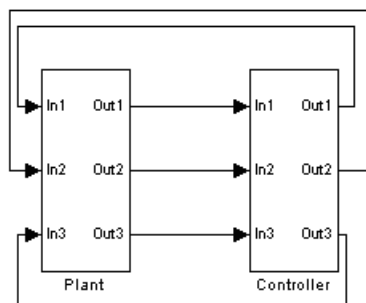 In1 Out1 In1 Out1
In2 Out2 In2 Out2
In3 Out3 In3 Out3
Plant Controller